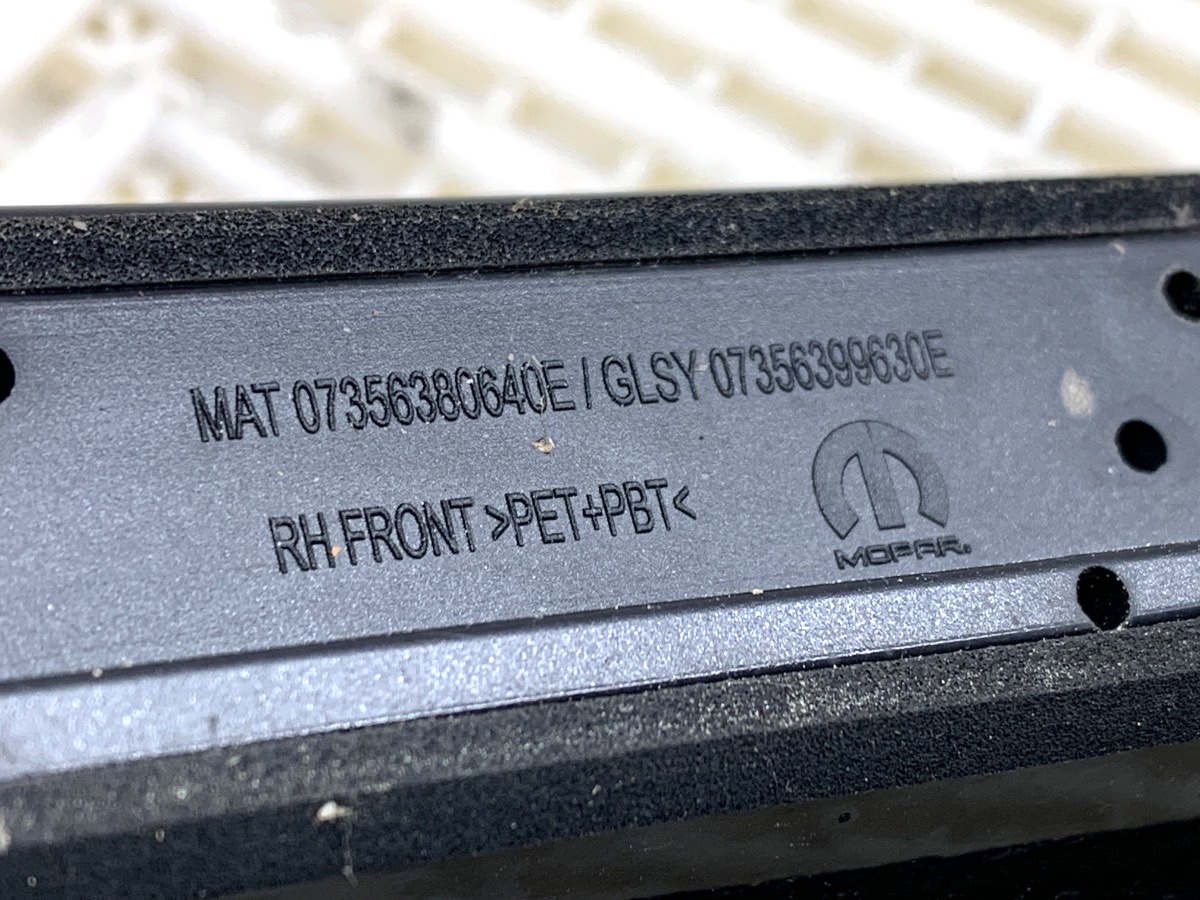 MAT 07356380640E / GLSY 07356399630E
RH FRONT >PET+PBT<
MOPAR.